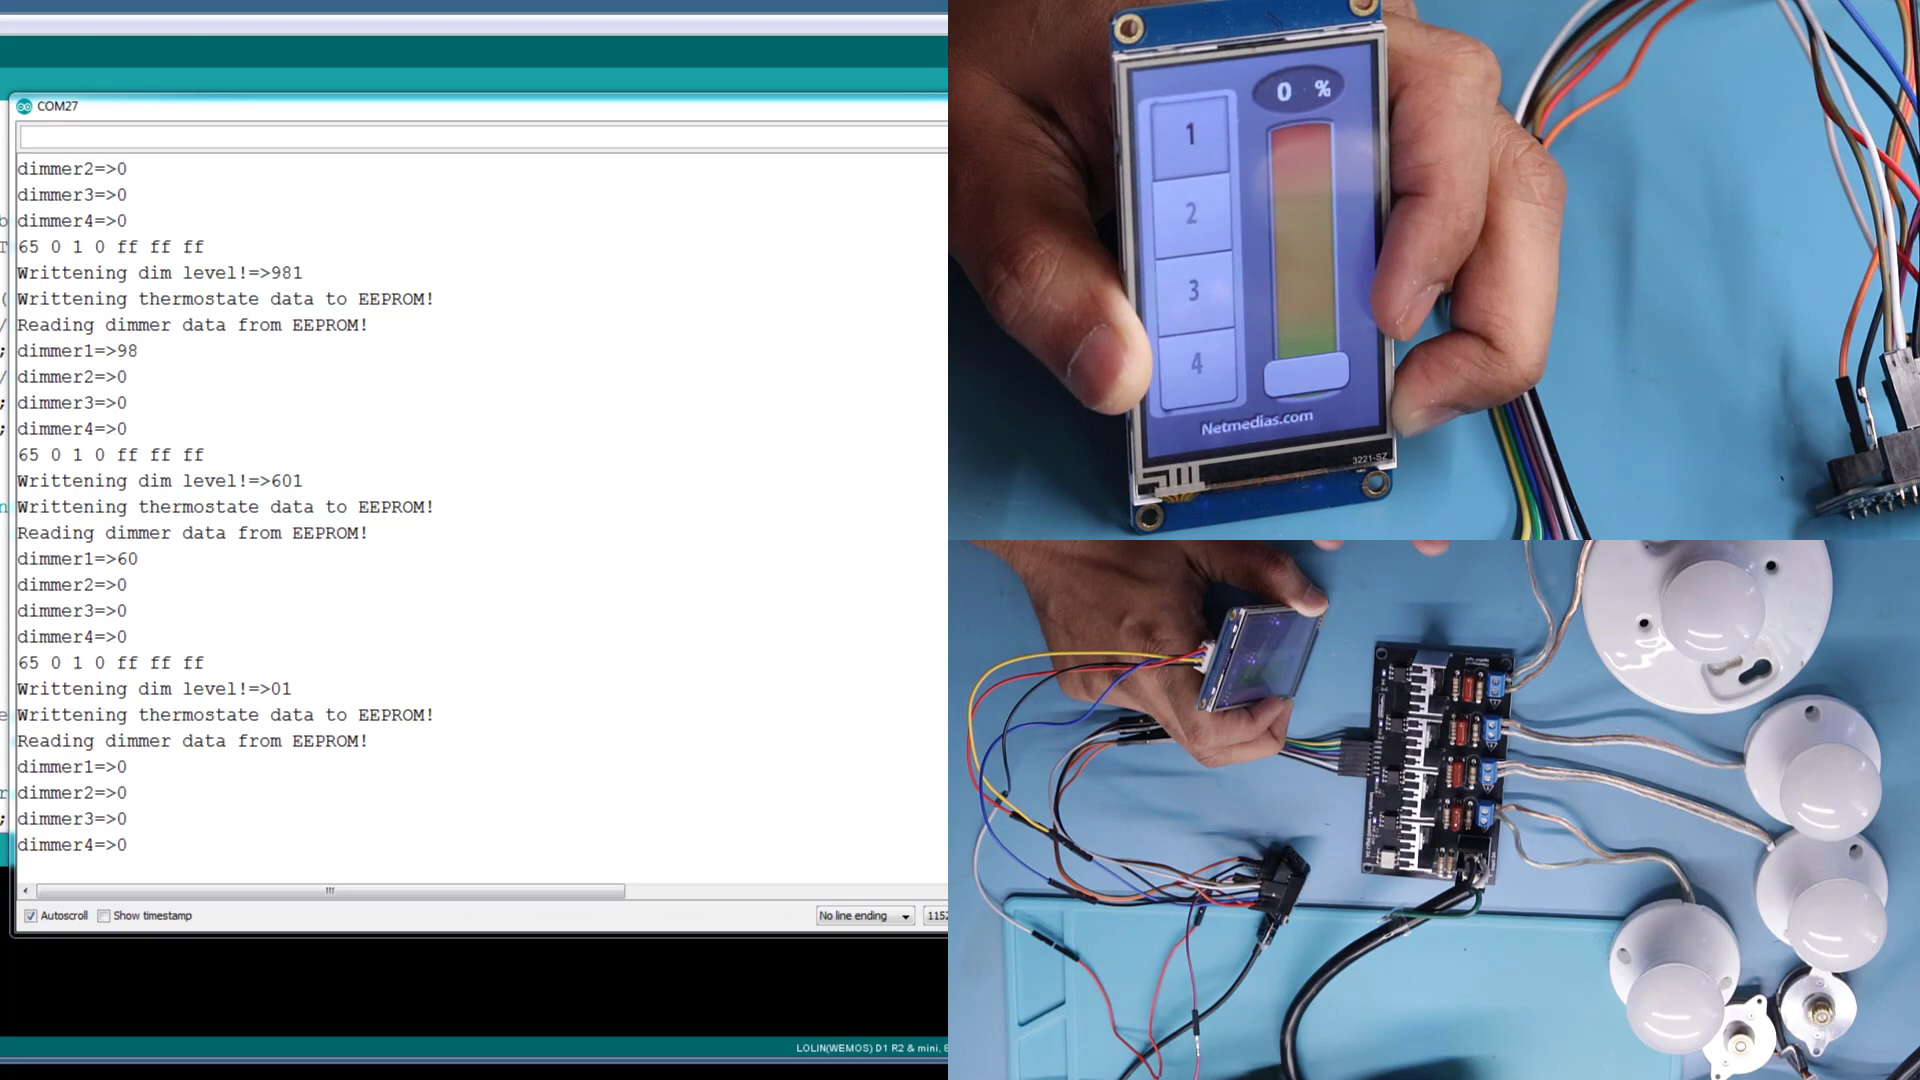 COM27
dimmer2=>0
dimmer3=>0
dimmer4=>0
65 0 1 0 ff ff ff
Writtening dim level!=>981
Writtening thermostate data to EEPROM!
Reading dimmer data from EEPROM!
dimmer1=>98
dimmer2=>0
dimmer3=>0
dimmer4=>0
65 0 1 0 ff ff ff
Writtening dim level!=>601
Writtening thermostate data to EEPROM!
Reading dimmer data from EEPROM!
dimmer1=>60
dimmer2=>0
dimmer3=>0
dimmer4=>0
65 0 1 0 ff ff ff
Writtening dim level!=>01
Writtening thermostate data to EEPROM!
Reading dimmer data from EEPROM!
dimmer1=>0
dimmer2=>0
dimmer3=>0
dimmer4=>0
Autoscroll
Show timestamp
No line ending
1152
LOLIN(WEMOS) D1 R2 & mini, 8
0 %
1
2
3
4
Netmedias.com
3221-SZ